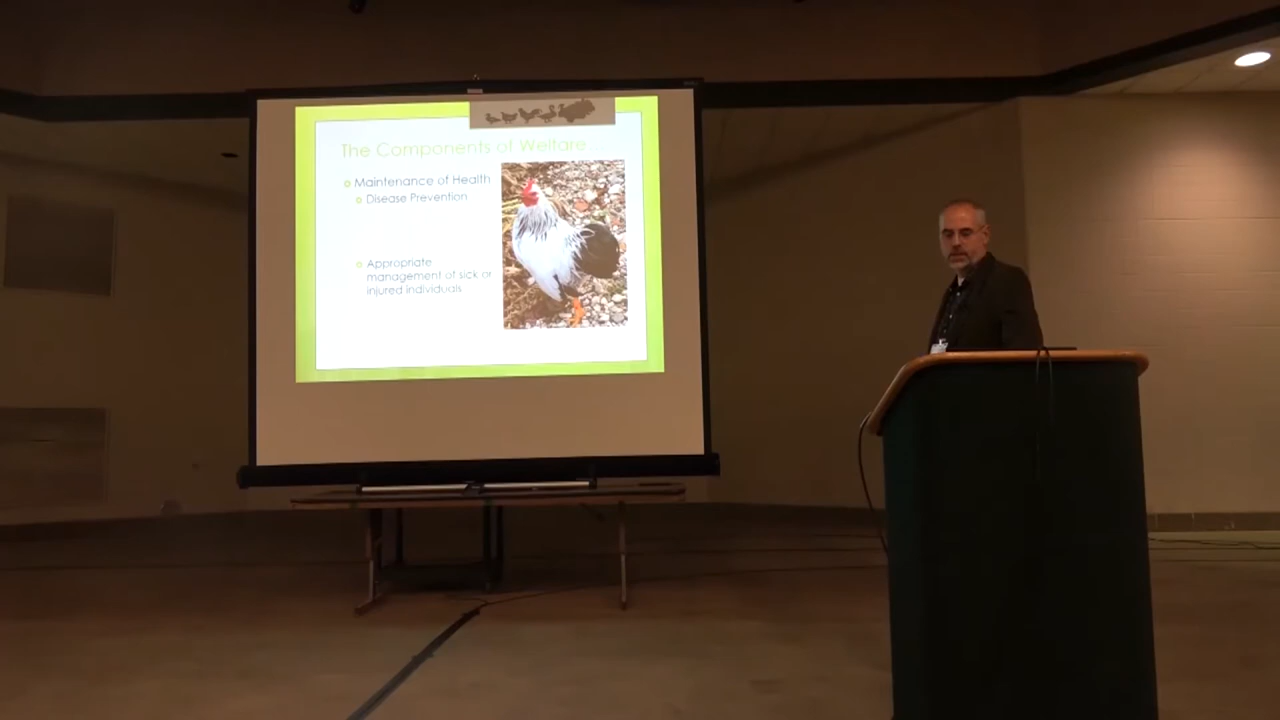 The Components of Welfare
Maintenance of Health
Disease Prevention
Appropriate
management of sick or
injured individuals